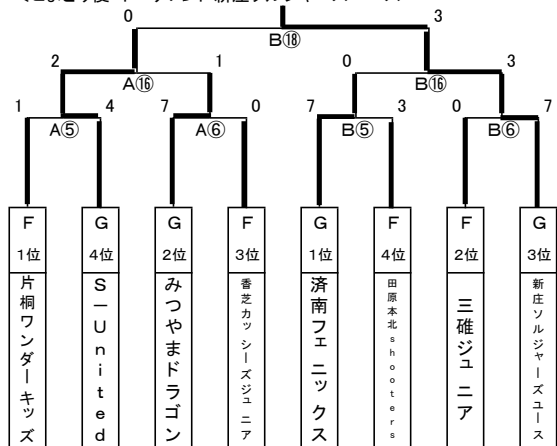 0 3
B⑱
2 1 0 3
A⑯ B⑯
1 4 7 0 7 3 0 7
A⑤ A⑥ B⑤ B⑥
F G G F G F F G
1位 4位 2位 3位 1位 4位 2位 3位
片桐ワンダーキッズ
S－United
みつやまドラゴン
香芝カッシーズジュニア
済南フェニックス
田原本北shooters
三碓ジュニア
新庄ソルジャーズユース